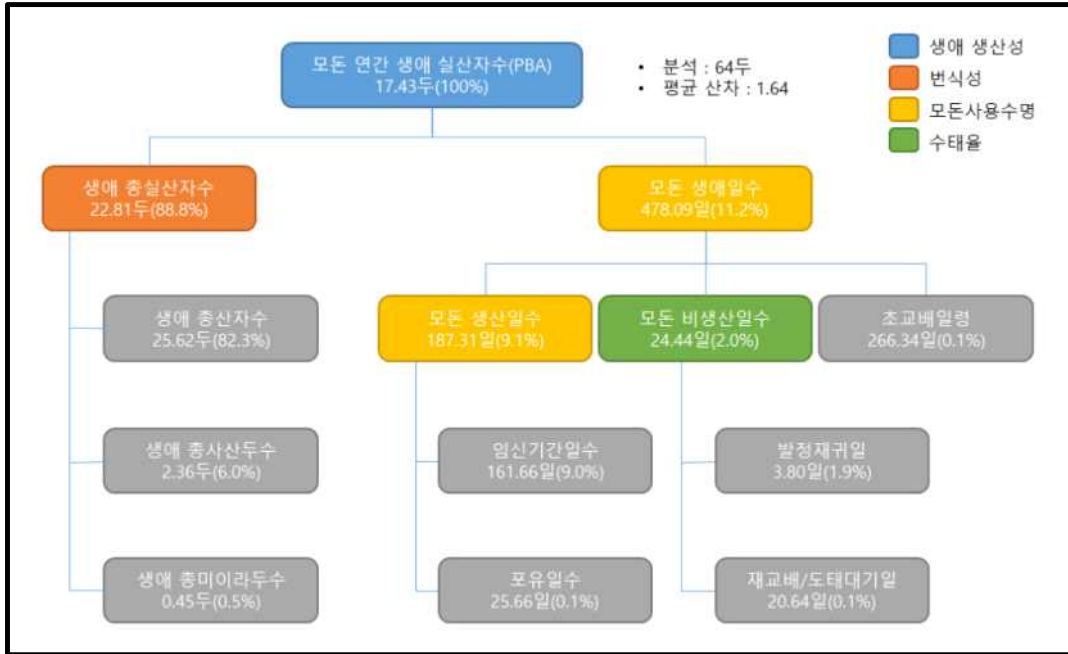 모돈 연간 생애 실산자수(PBA)
17.43두(100%)
• 분석 : 64두
• 평균 산차 : 1.64
생애 생산성
번식성
모돈사용수명
수태율
생애 총실산자수
22.81두(88.8%)
모돈 생애일수
478.09일(11.2%)
생애 총산자수
25.62두(82.3%)
모돈 생산일수
187.31일(9.1%)
모돈 비생산일수
24.44일(2.0%)
초교배일령
266.34일(0.1%)
생애 총사산두수
2.36두(6.0%)
임신기간일수
161.66일(9.0%)
발정재귀일
3.80일(1.9%)
생애 총미이라두수
0.45두(0.5%)
포유일수
25.66일(0.1%)
재교배/도태대기일
20.64일(0.1%)